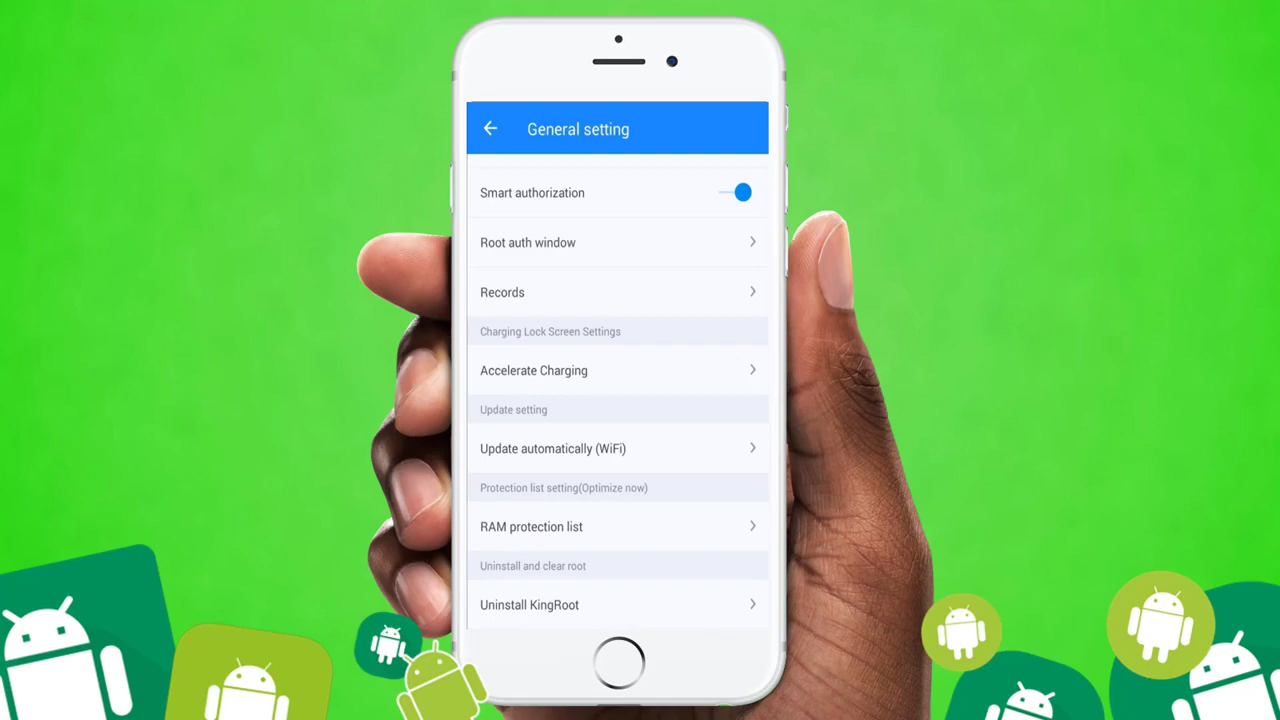 General setting
Smart authorization
Root auth window
Records
Charging Lock Screen Settings
Accelerate Charging
Update setting
Update automatically (WiFi)
Protection list setting(Optimize now)
RAM protection list
Uninstall and clear root
Uninstall KingRoot